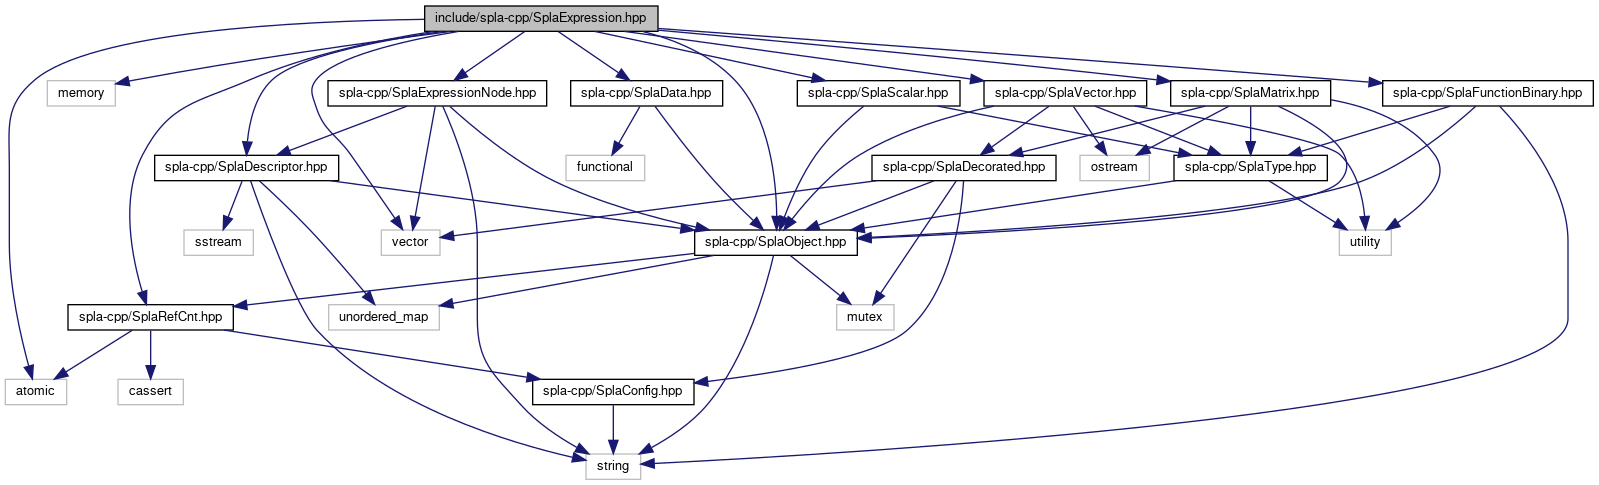 include/spla-cpp/SplaExpression.hpp
memory
spla-cpp/SplaExpressionNode.hpp
spla-cpp/SplaData.hpp
spla-cpp/SplaScalar.hpp
spla-cpp/SplaVector.hpp
spla-cpp/SplaMatrix.hpp
spla-cpp/SplaFunctionBinary.hpp
spla-cpp/SplaDescriptor.hpp
functional
spla-cpp/SplaDecorated.hpp
ostream
spla-cpp/SplaType.hpp
sstream
vector
spla-cpp/SplaObject.hpp
utility
spla-cpp/SplaRefCnt.hpp
unordered_map
mutex
atomic
cassert
spla-cpp/SplaConfig.hpp
string